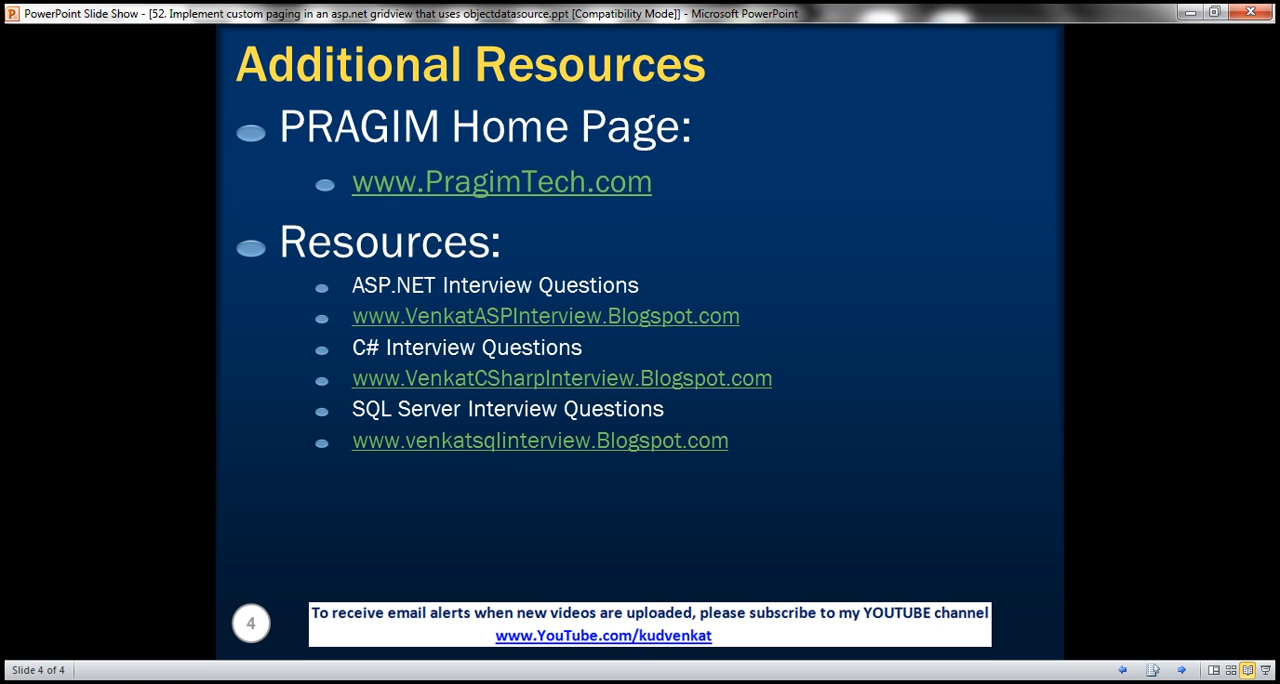 PowerPoint Slide Show - [52. Implement custom paging in an asp.net gridview that uses objectdatasource.ppt [Compatibility Mode]] - Microsoft PowerPoint
Additional Resources
PRAGIM Home Page:
www.PragimTech.com
Resources:
ASP.NET Interview Questions
www.VenkatASPInterview.Blogspot.com
C# Interview Questions
www.VenkatCSharpInterview.Blogspot.com
SQL Server Interview Questions
www.venkatsqlinterview.Blogspot.com
4
To receive email alerts when new videos are uploaded, please subscribe to my YOUTUBE channel
www.YouTube.com/kudvenkat
Slide 4 of 4